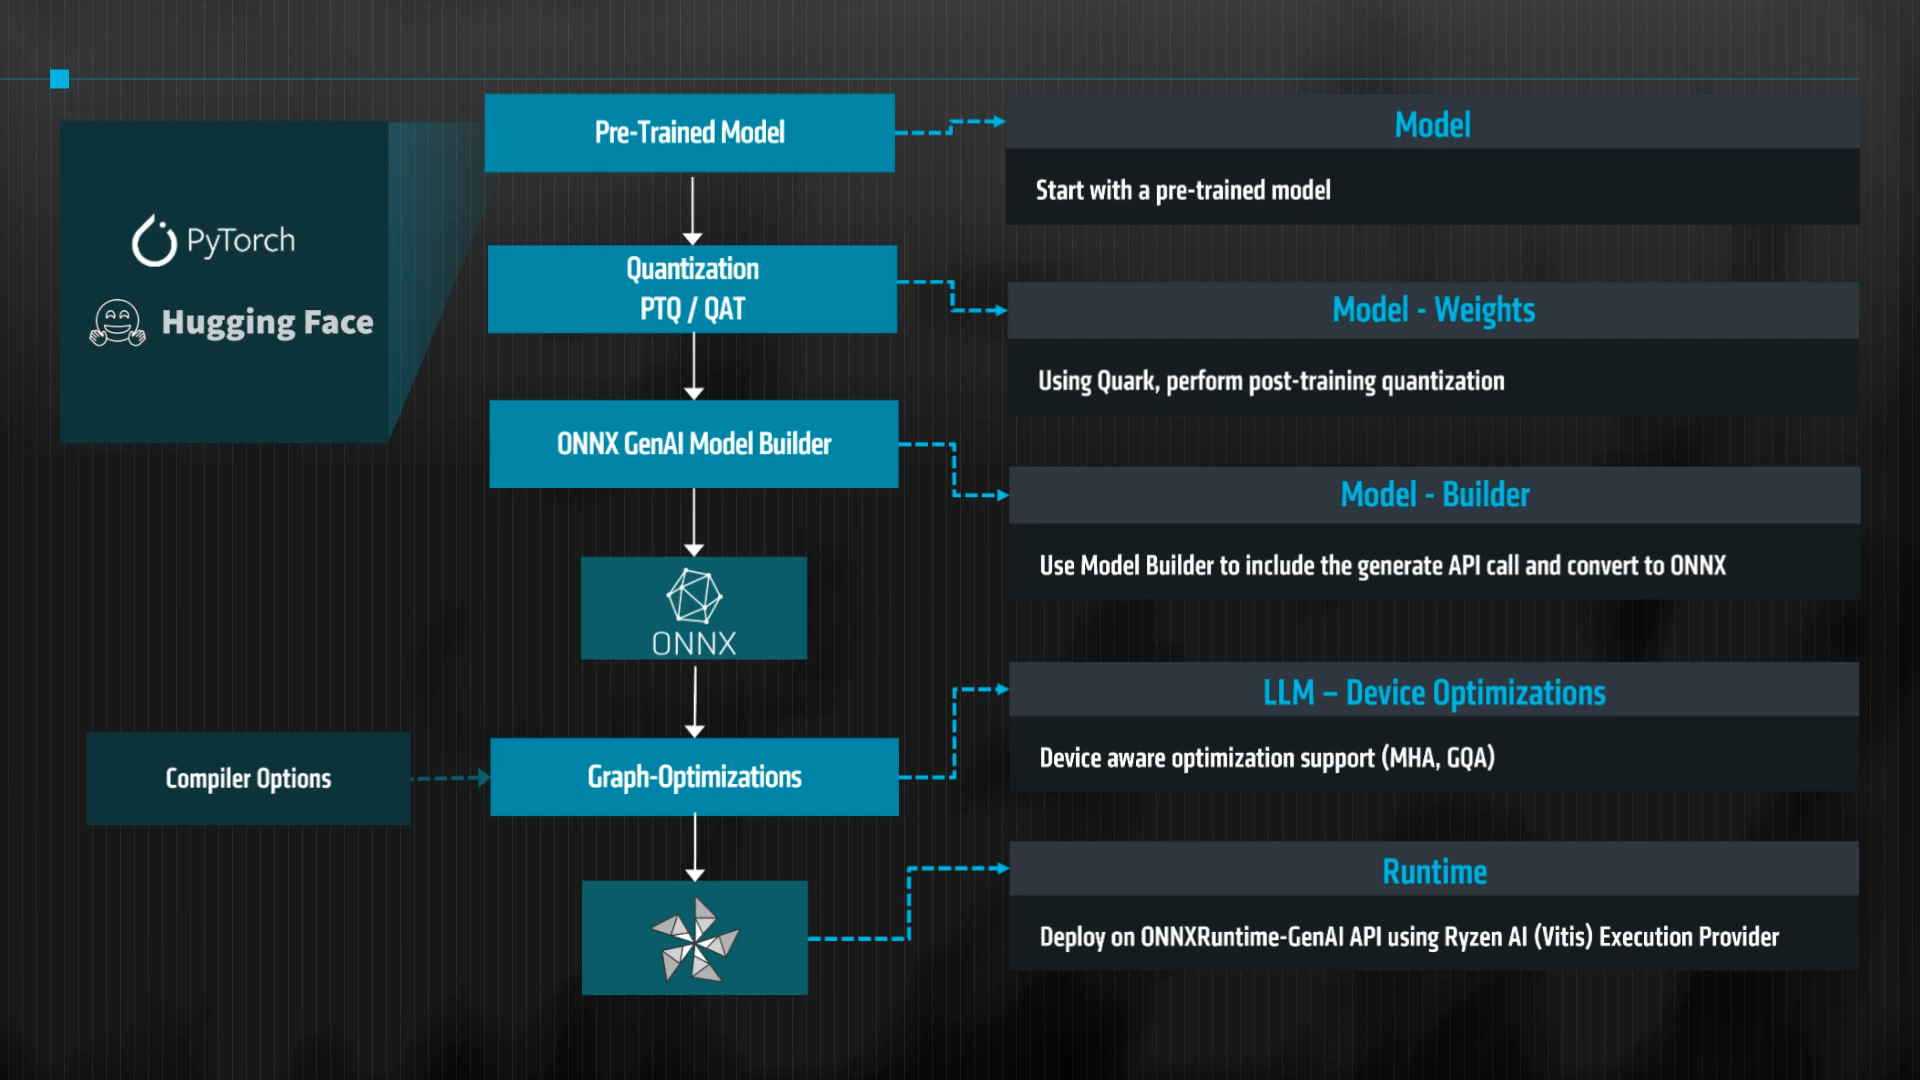 PyTorch
Hugging Face
Pre-Trained Model
Quantization
PTQ / QAT
ONNX GenAI Model Builder
ONNX
Compiler Options
Graph-Optimizations
Model
Start with a pre-trained model
Model - Weights
Using Quark, perform post-training quantization
Model - Builder
Use Model Builder to include the generate API call and convert to ONNX
LLM – Device Optimizations
Device aware optimization support (MHA, GQA)
Runtime
Deploy on ONNXRuntime-GenAI API using Ryzen AI (Vitis) Execution Provider